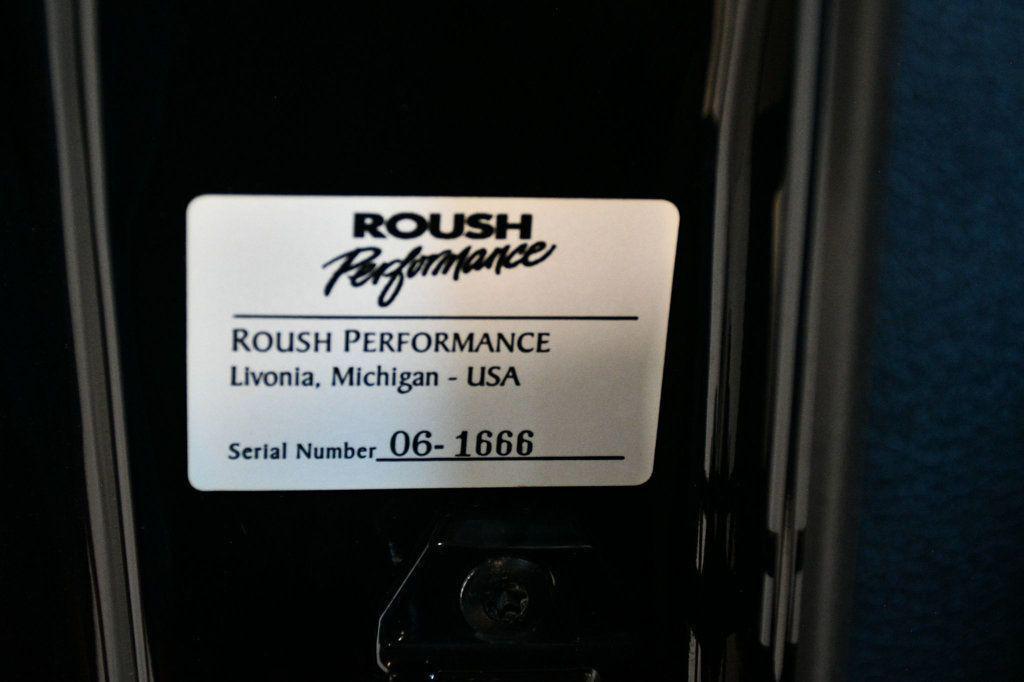 ROUSH
Performance
ROUSH PERFORMANCE
Livonia, Michigan - USA
Serial Number 06-1666